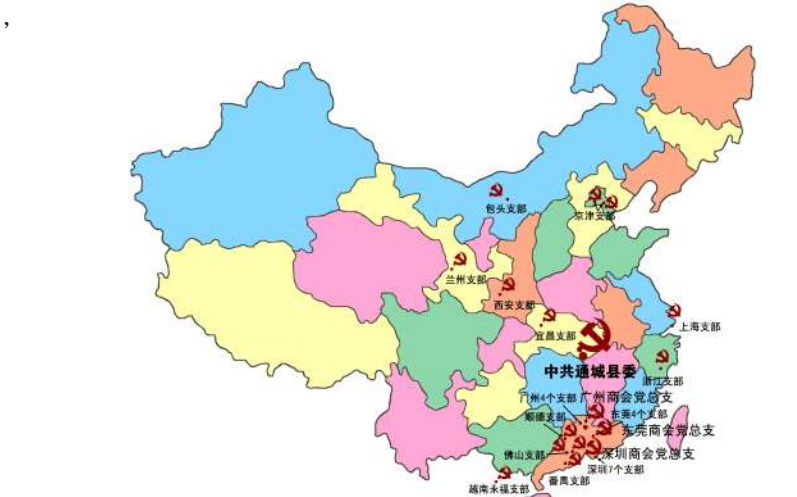 ,
包头支部
京津支部
兰州支部
西安支部
上海支部
宜昌支部
中共通城县委
浙江支部
广州4个支部
广州商会党总支
东莞4个支部
顺德支部
东莞商会党总支
佛山支部
深圳商会党总支
深圳7个支部
番禺支部
越南永福支部